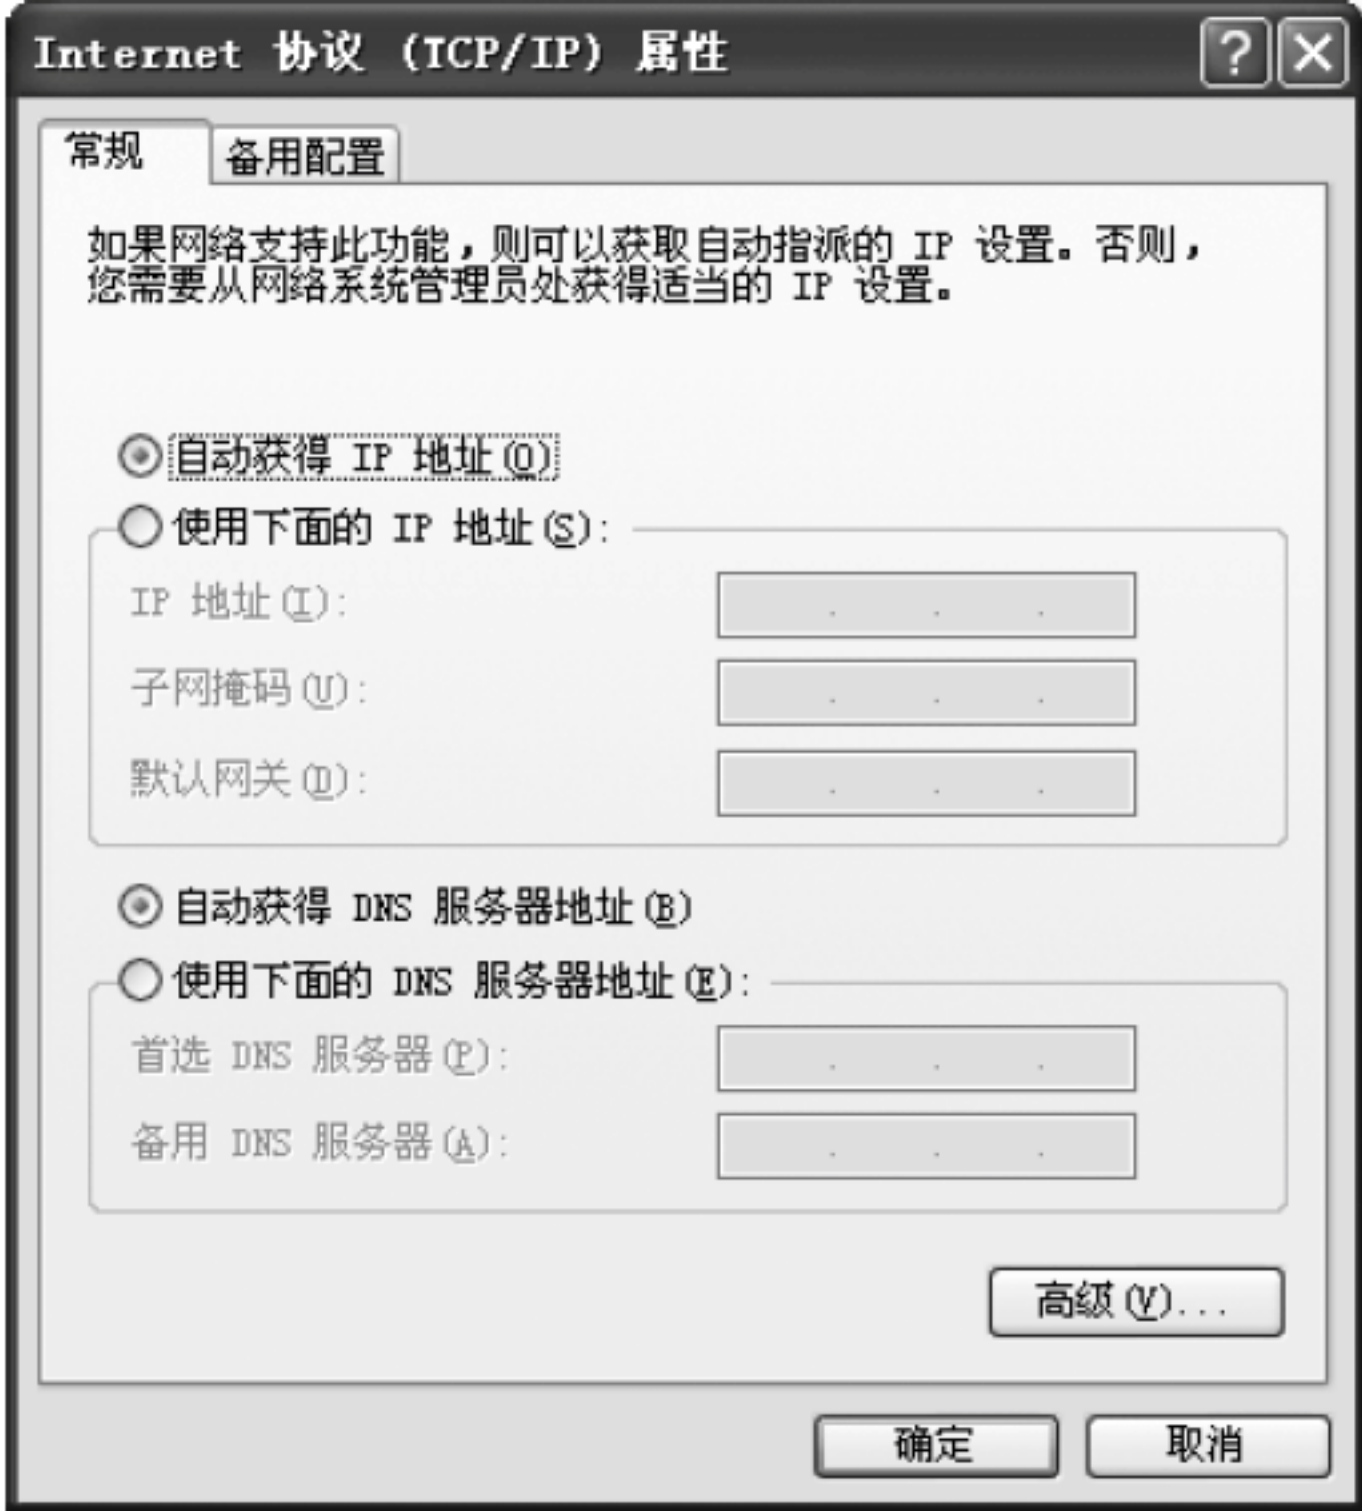 Internet 协议 (TCP/IP) 属性
常规
备用配置
如果网络支持此功能，则可以获取自动指派的 IP 设置。否则，
您需要从网络系统管理员处获得适当的 IP 设置。
自动获得 IP 地址(O)
使用下面的 IP 地址(S):
IP 地址(I):
子网掩码(U):
默认网关(D):
自动获得 DNS 服务器地址(B)
使用下面的 DNS 服务器地址(E):
首选 DNS 服务器(P):
备用 DNS 服务器(A):
高级(V)...
确定
取消